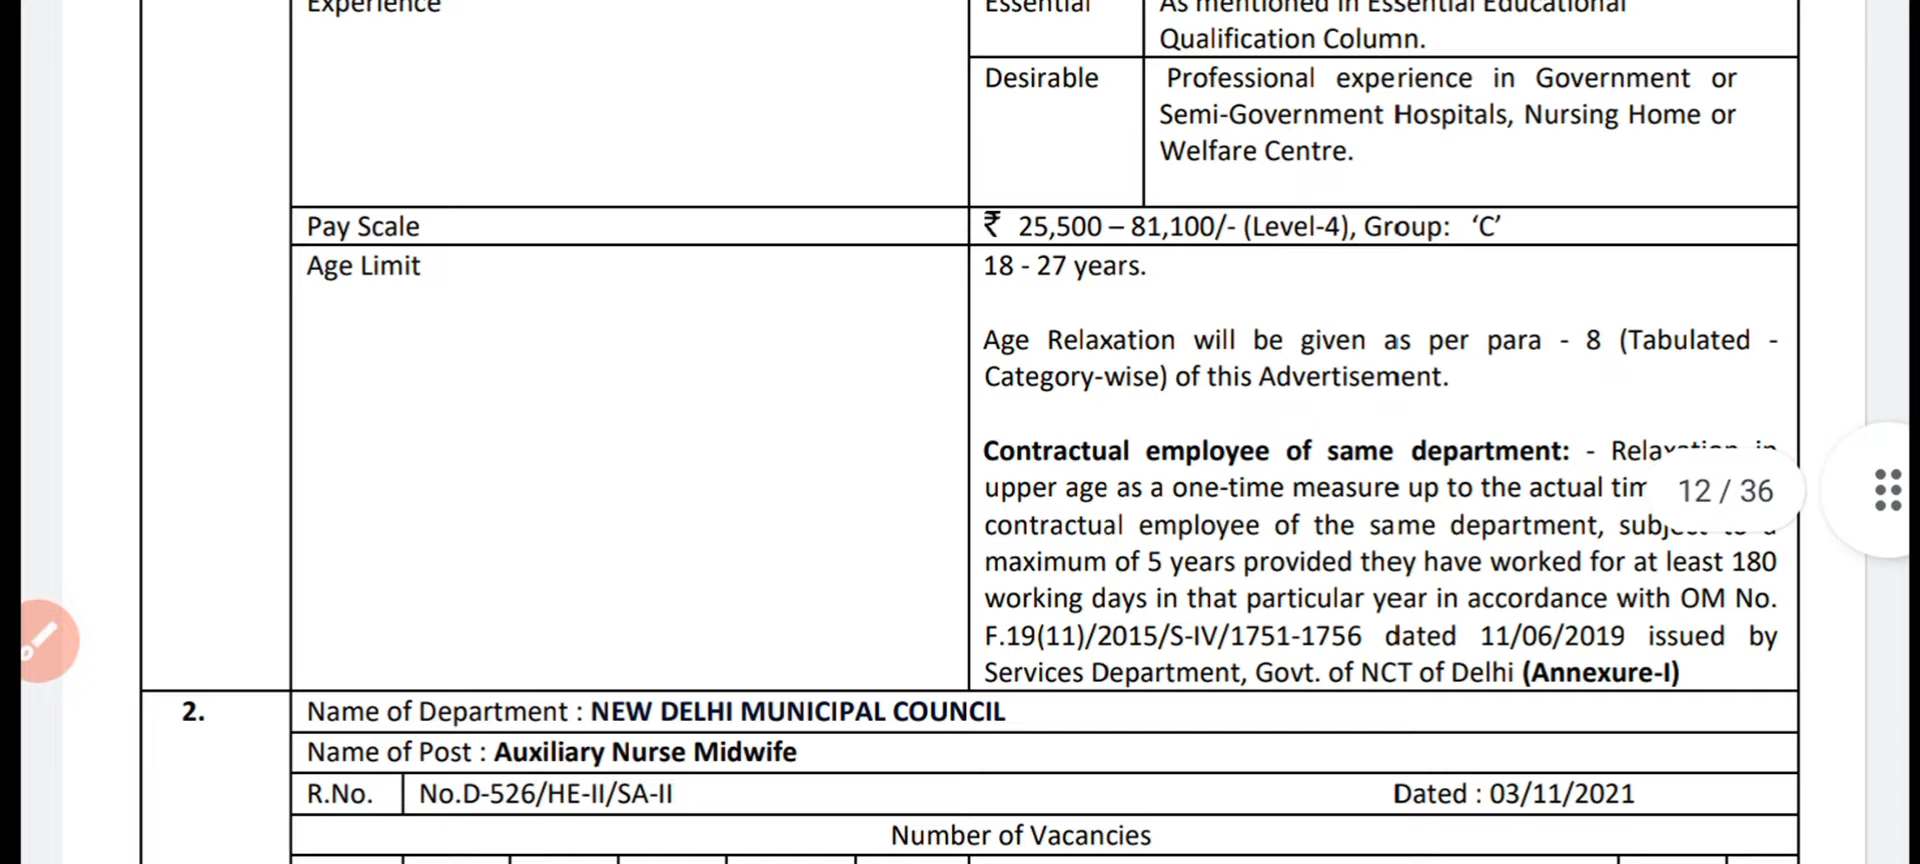 Experience
Essential
As mentioned in Essential Educational
Qualification Column.
Desirable
Professional experience in Government or
Semi-Government Hospitals, Nursing Home or
Welfare Centre.
Pay Scale
₹ 25,500 – 81,100/- (Level-4), Group: ‘C’
Age Limit
18 - 27 years.
Age Relaxation will be given as per para - 8 (Tabulated -
Category-wise) of this Advertisement.
Contractual employee of same department: - Relaxation in
upper age as a one-time measure up to the actual
contractual employee of the same department, subject to a
maximum of 5 years provided they have worked for at least 180
working days in that particular year in accordance with OM No.
F.19(11)/2015/S-IV/1751-1756 dated 11/06/2019 issued by
Services Department, Govt. of NCT of Delhi (Annexure-I)
12 / 36
2.
Name of Department : NEW DELHI MUNICIPAL COUNCIL
Name of Post : Auxiliary Nurse Midwife
R.No.
No.D-526/HE-II/SA-II
Dated : 03/11/2021
Number of Vacancies